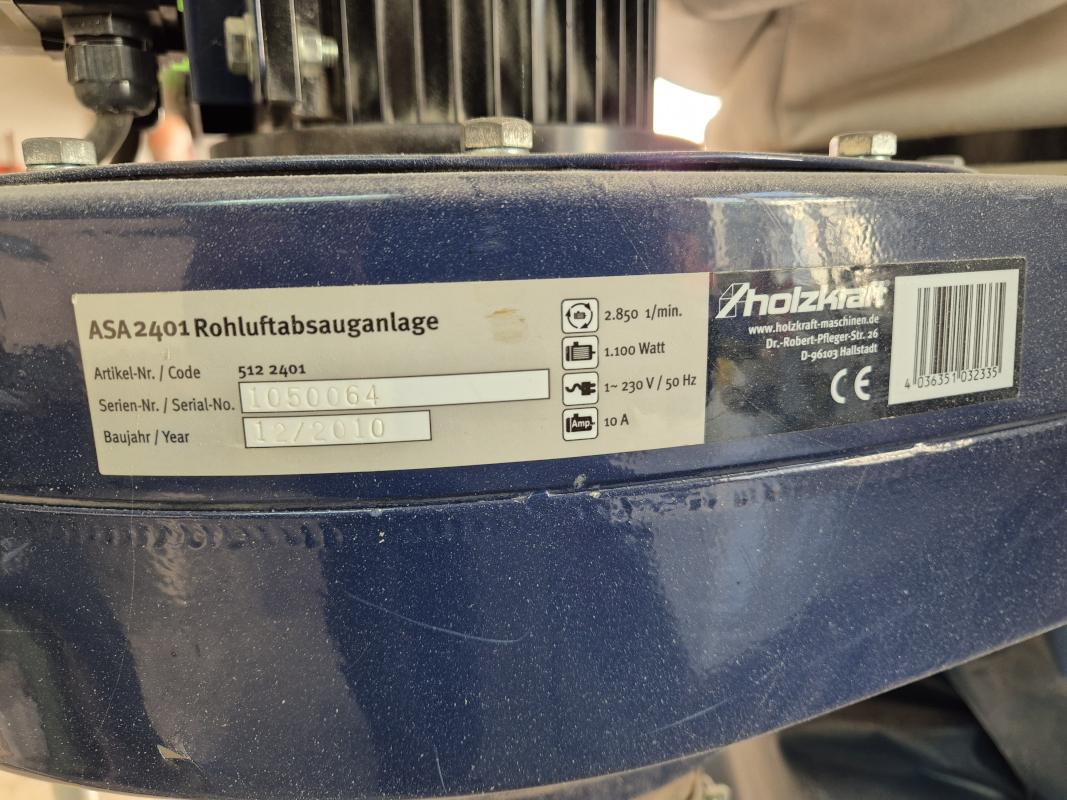 ASA 2401 Rohluftabsauganlage
Artikel-Nr. / Code 512 2401
Serien-Nr. / Serial-No. 1050064
Baujahr / Year 12/2010
2.850 1/min.
1.100 Watt
1~ 230 V / 50 Hz
Amp. 10 A
holzkraft
www.holzkraft-maschinen.de
Dr.-Robert-Pfleger-Str. 26
D-96103 Hallstadt
CE
4 036351 032335